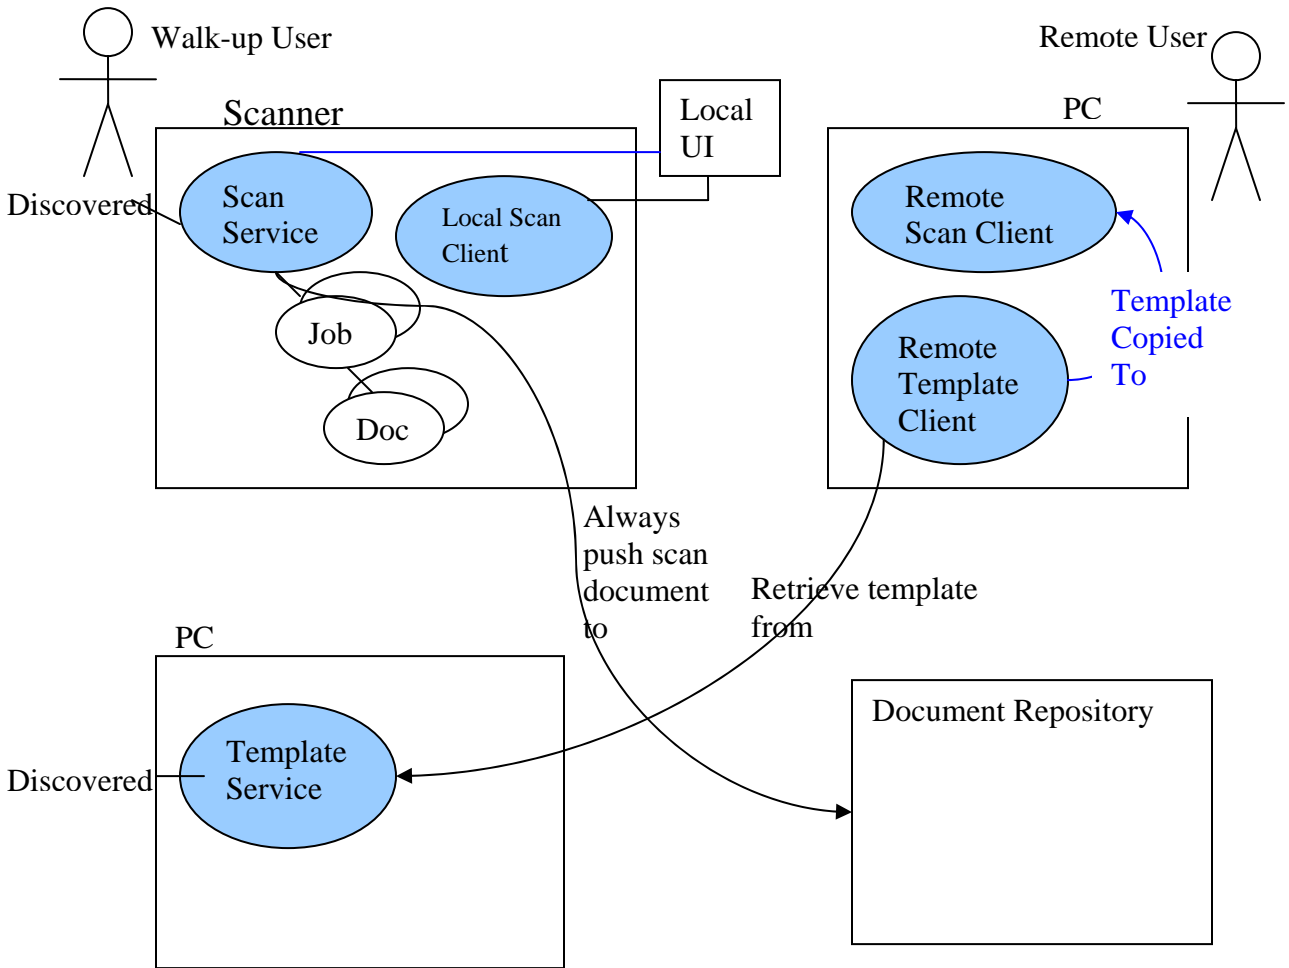 Walk-up User
Remote User
Scanner
Local
UI
PC
Discovered
Scan
Service
Local Scan
Client
Remote
Scan Client
Template
Copied
To
Job
Remote
Template
Client
Doc
Always
push scan
document
to
Retrieve template
from
PC
Document Repository
Template
Service
Discovered